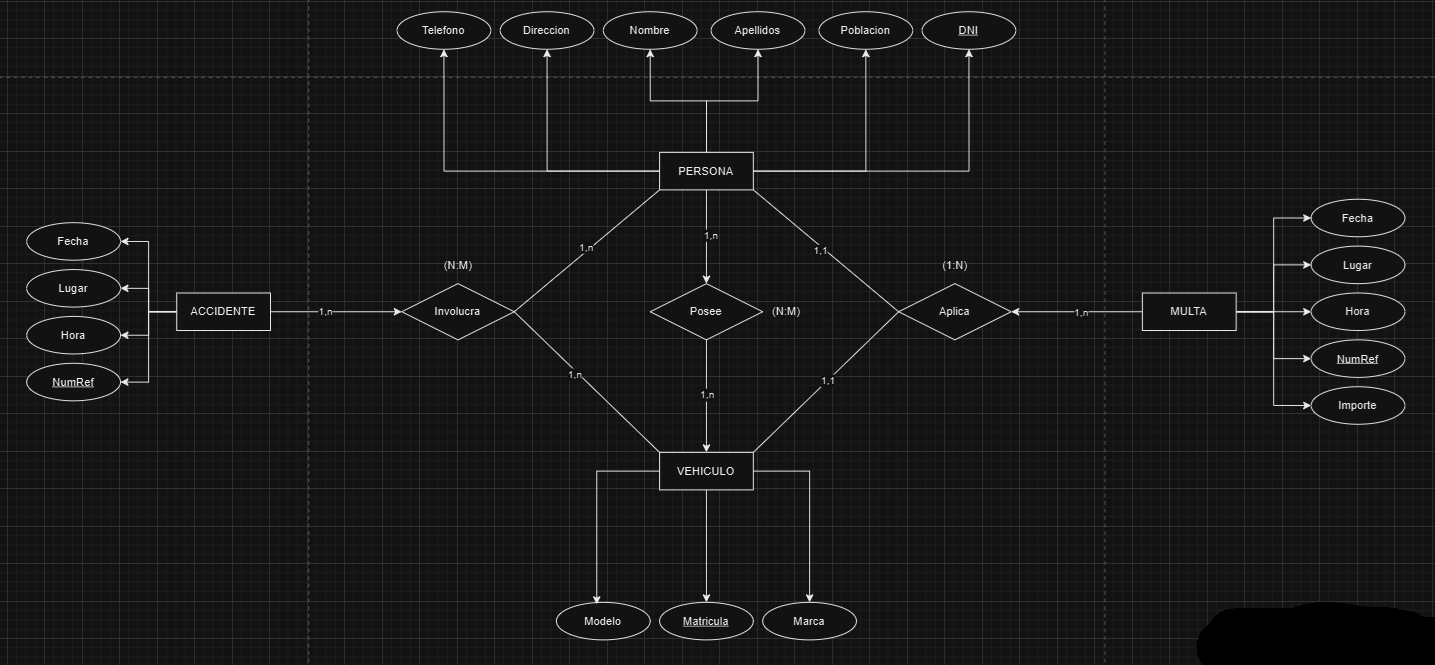 Telefono
Direccion
Nombre
Apellidos
Poblacion
DNI
PERSONA
Fecha
Lugar
Hora
NumRef
ACCIDENTE
1,n
(N:M)
Involucra
1,n
1,n
1,n
Posee
(N:M)
1,n
1,1
(1:N)
Aplica
1,1
1,n
MULTA
Fecha
Lugar
Hora
NumRef
Importe
VEHICULO
Modelo
Matricula
Marca